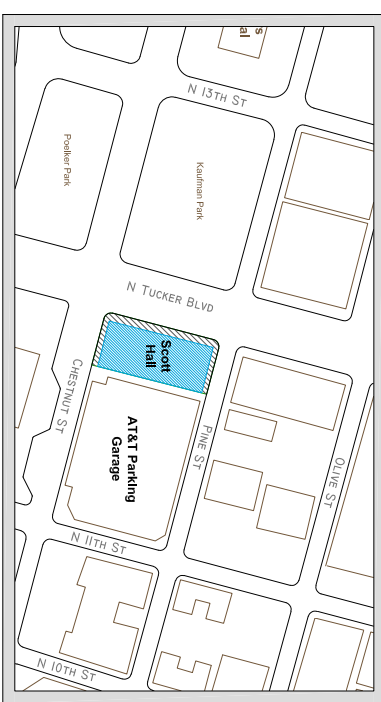 s
al
N 13TH ST
Poelker Park
Kaufman Park
N TUCKER BLVD
Scott
Hall
CHESTNUT ST
AT&T Parking
Garage
PINE ST
OLIVE ST
N 11TH ST
N 10TH ST